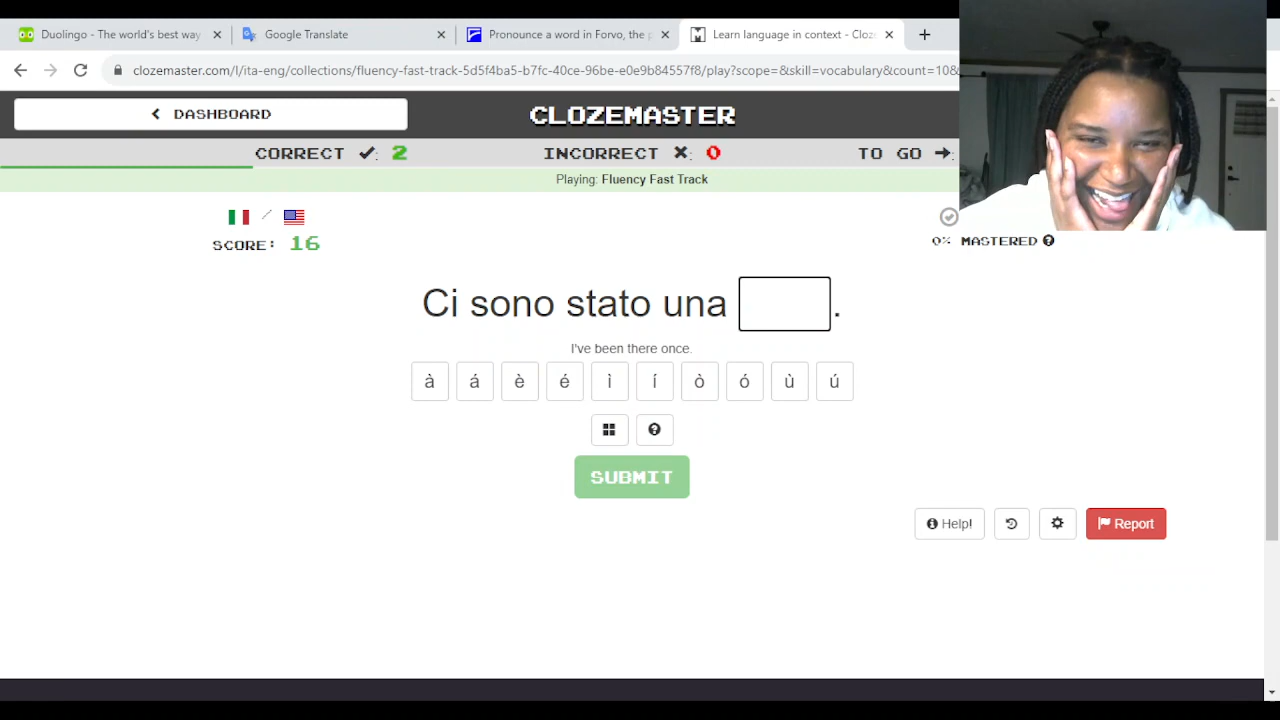 Duolingo - The world's best way
Google Translate
Pronounce a word in Forvo, the p
Learn language in context - Cloz
clozemaster.com/l/ita-eng/collections/fluency-fast-track-5d5f4ba5-b7fc-40ce-96be-e0e9b84557f8/play?scope=&skill=vocabulary&count=10&
DASHBOARD
CLOZEMASTER
CORRECT ✔: 2
INCORRECT ✖: 0
TO GO ➔:
Playing: Fluency Fast Track
SCORE: 16
0% MASTERED
Ci sono stato una .
I've been there once.
à á è é ì í ò ó ù ú
SUBMIT
Help!
Report